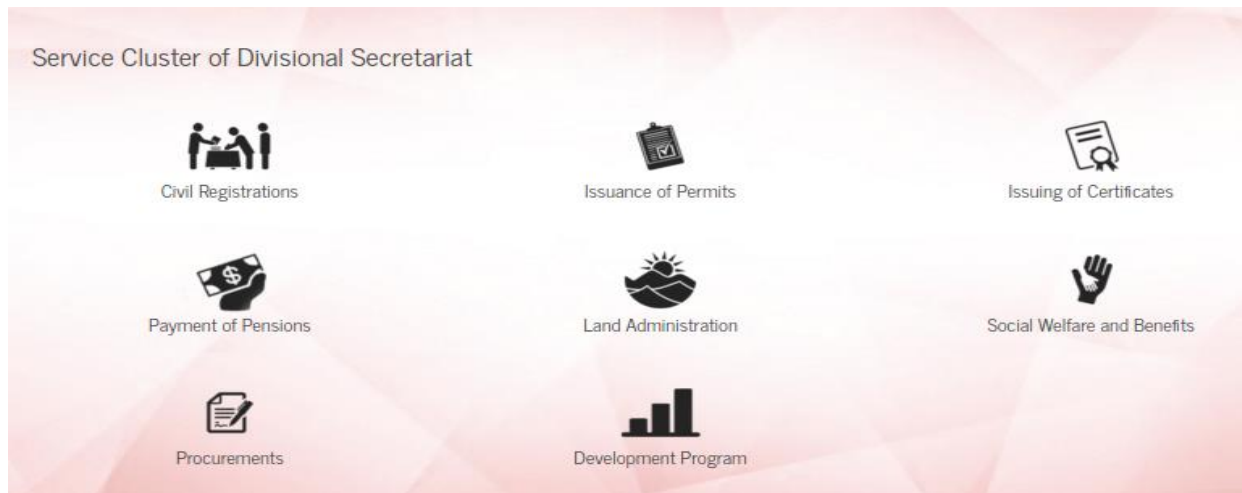 Service Cluster of Divisional Secretariat
Civil Registrations
Issuance of Permits
Issuing of Certificates
$
Payment of Pensions
Land Administration
Social Welfare and Benefits
Procurements
Development Program